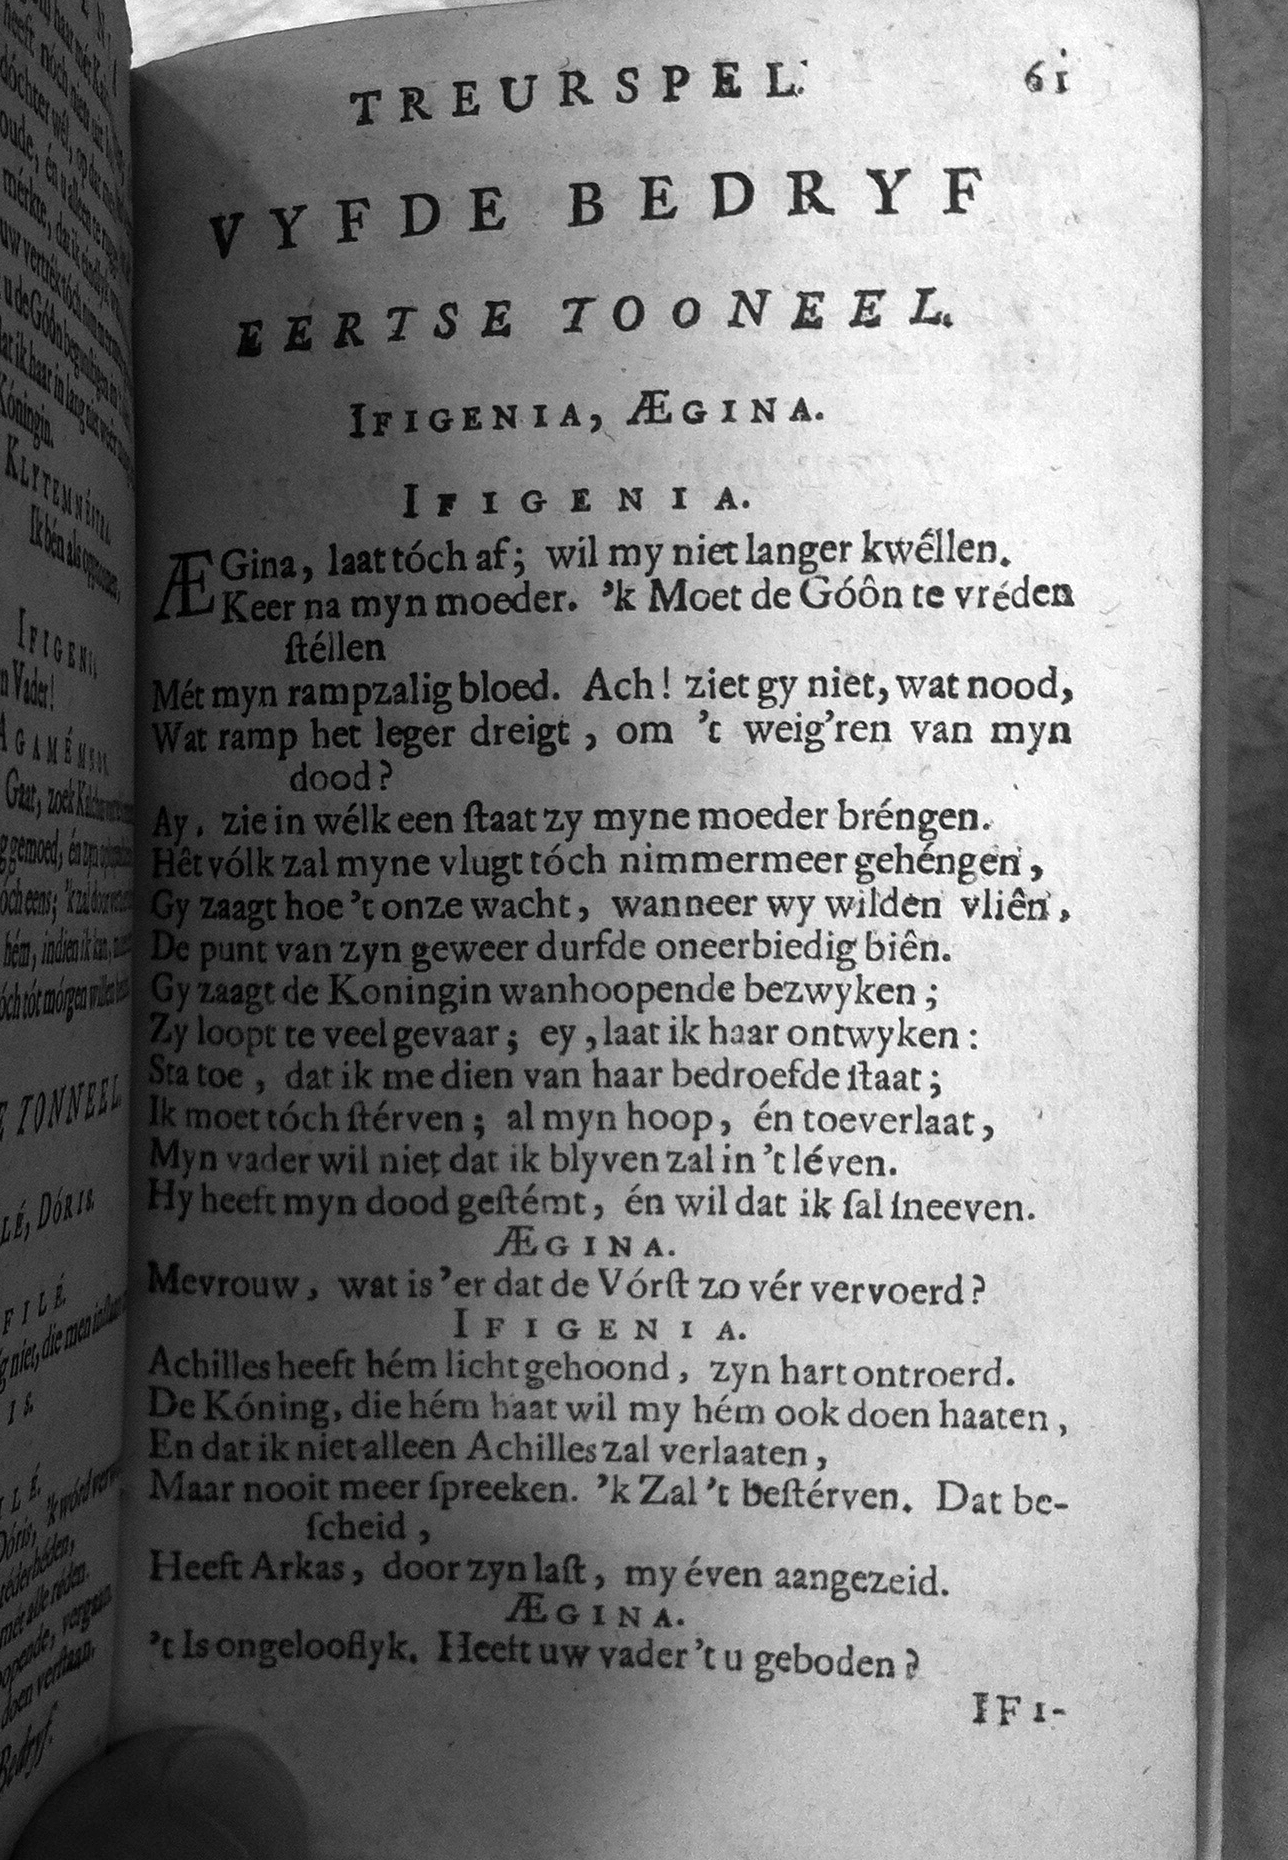 TREURSPEL. 61
VYFDE BEDRYF
EERTSE TOONEEL.
IFIGENIA, ÆGINA.
IFIGENIA.
ÆGina, laat tóch af; wil my niet langer kwéllen.
Keer na myn moeder. 'k Moet de Góôn te vréden
ſtéllen
Mét myn rampzalig bloed. Ach! ziet gy niet, wat nood,
Wat ramp het leger dreigt, om 't weig'ren van myn
dood?
Ay, zie in wélk een ſtaat zy myne moeder bréngen.
Hêt vólk zal myne vlugt tóch nimmermeer gehéngen,
Gy zaagt hoe 't onze wacht, wanneer wy wilden vliên,
De punt van zyn geweer durfde oneerbiedig biên.
Gy zaagt de Koningin wanhoopende bezwyken;
Zy loopt te veel gevaar; ey, laat ik haar ontwyken:
Sta toe, dat ik me dien van haar bedroefde ſtaat;
Ik moet tóch ſtérven; al myn hoop, én toeverlaat,
Myn vader wil niet dat ik blyven zal in 't léven.
Hy heeft myn dood geſtémt, én wil dat ik ſal ſneeven.
ÆGINA.
Mevrouw, wat is 'er dat de Vórſt zo vér vervoerd?
IFIGENIA.
Achilles heeft hém licht gehoond, zyn hart ontroerd.
De Kóning, die hém haat wil my hém ook doen haaten,
En dat ik niet alleen Achilles zal verlaaten,
Maar nooit meer ſpreeken. 'k Zal 't beſtérven. Dat be-
ſcheid,
Heeft Arkas, door zyn laſt, my éven aangezeid.
ÆGINA.
't Is ongelooflyk. Heeft uw vader 't u geboden?
IFI-
KLYTEMNÉSTRA.
IFIGENIA
n Vader!
AGAMÉMNON.
E TONNEEL
LÉ, DÓRIS.
FILÉ.
Bedryf.